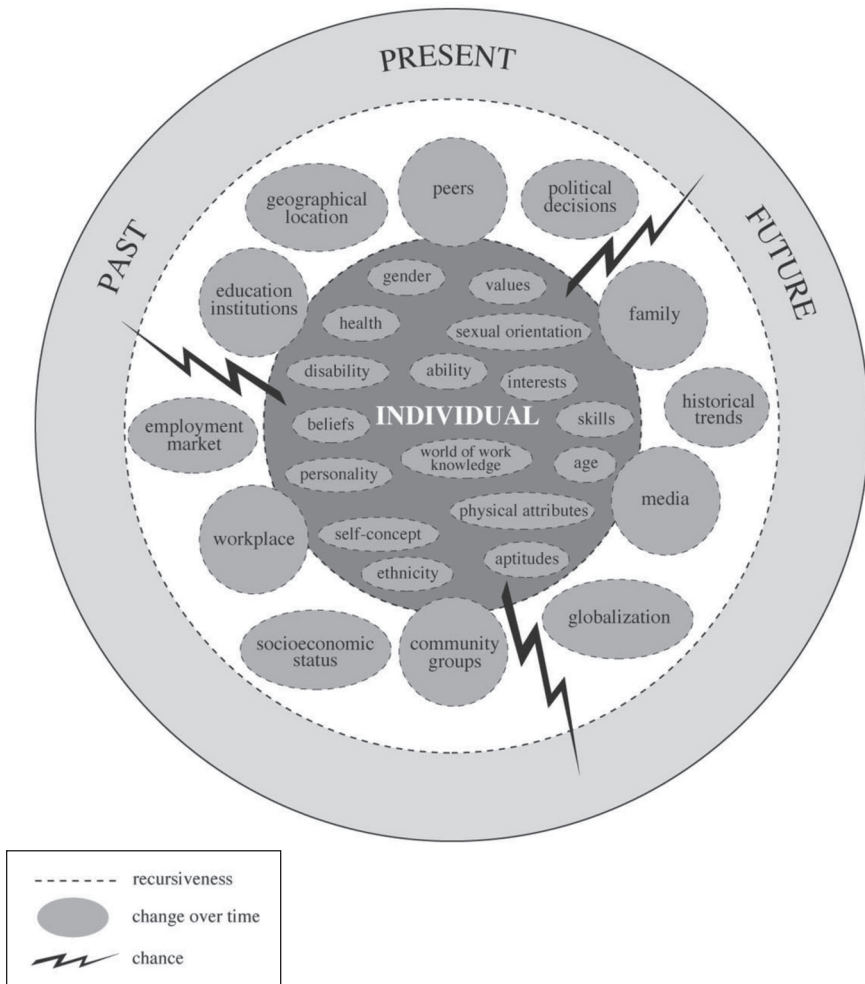 PRESENT
PAST
FUTURE
peers
political
decisions
geographical
location
education
institutions
family
historical
trends
employment
market
media
workplace
globalization
socioeconomic
status
community
groups
gender
values
health
sexual orientation
disability
ability
interests
INDIVIDUAL
beliefs
skills
world of work
knowledge
age
personality
physical attributes
self-concept
aptitudes
ethnicity
recursiveness
change over time
chance